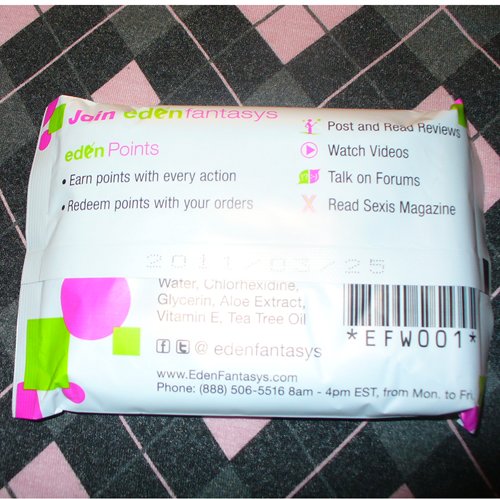 Join edenfantasys
eden Points
• Earn points with every action
• Redeem points with your orders
Post and Read Reviews
Watch Videos
Talk on Forums
Read Sexis Magazine
2011/03/25
Water, Chlorhexidine,
Glycerin, Aloe Extract,
Vitamin E, Tea Tree Oil
*EFW001*
@ edenfantasys
www.EdenFantasys.com
Phone: (888) 506-5516 8am - 4pm EST, from Mon. to Fri.